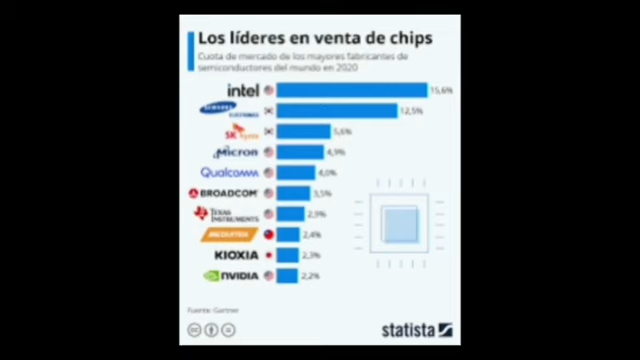 Los líderes en venta de chips
Cuota de mercado de los mayores fabricantes de
semiconductores del mundo en 2020
intel 15,6%
SAMSUNG ELECTRONICS 12,5%
SK hynix 5,6%
Micron 4,9%
Qualcomm 4,0%
BROADCOM 3,5%
TEXAS INSTRUMENTS 2,9%
MEDIATEK 2,4%
KIOXIA 2,3%
NVIDIA 2,2%
Fuente: Gartner
statista